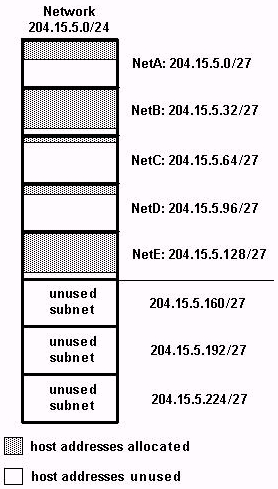 Network
204.15.5.0/24
NetA: 204.15.5.0/27
NetB: 204.15.5.32/27
NetC: 204.15.5.64/27
NetD: 204.15.5.96/27
NetE: 204.15.5.128/27
unused
subnet
204.15.5.160/27
unused
subnet
204.15.5.192/27
unused
subnet
204.15.5.224/27
host addresses allocated
host addresses unused